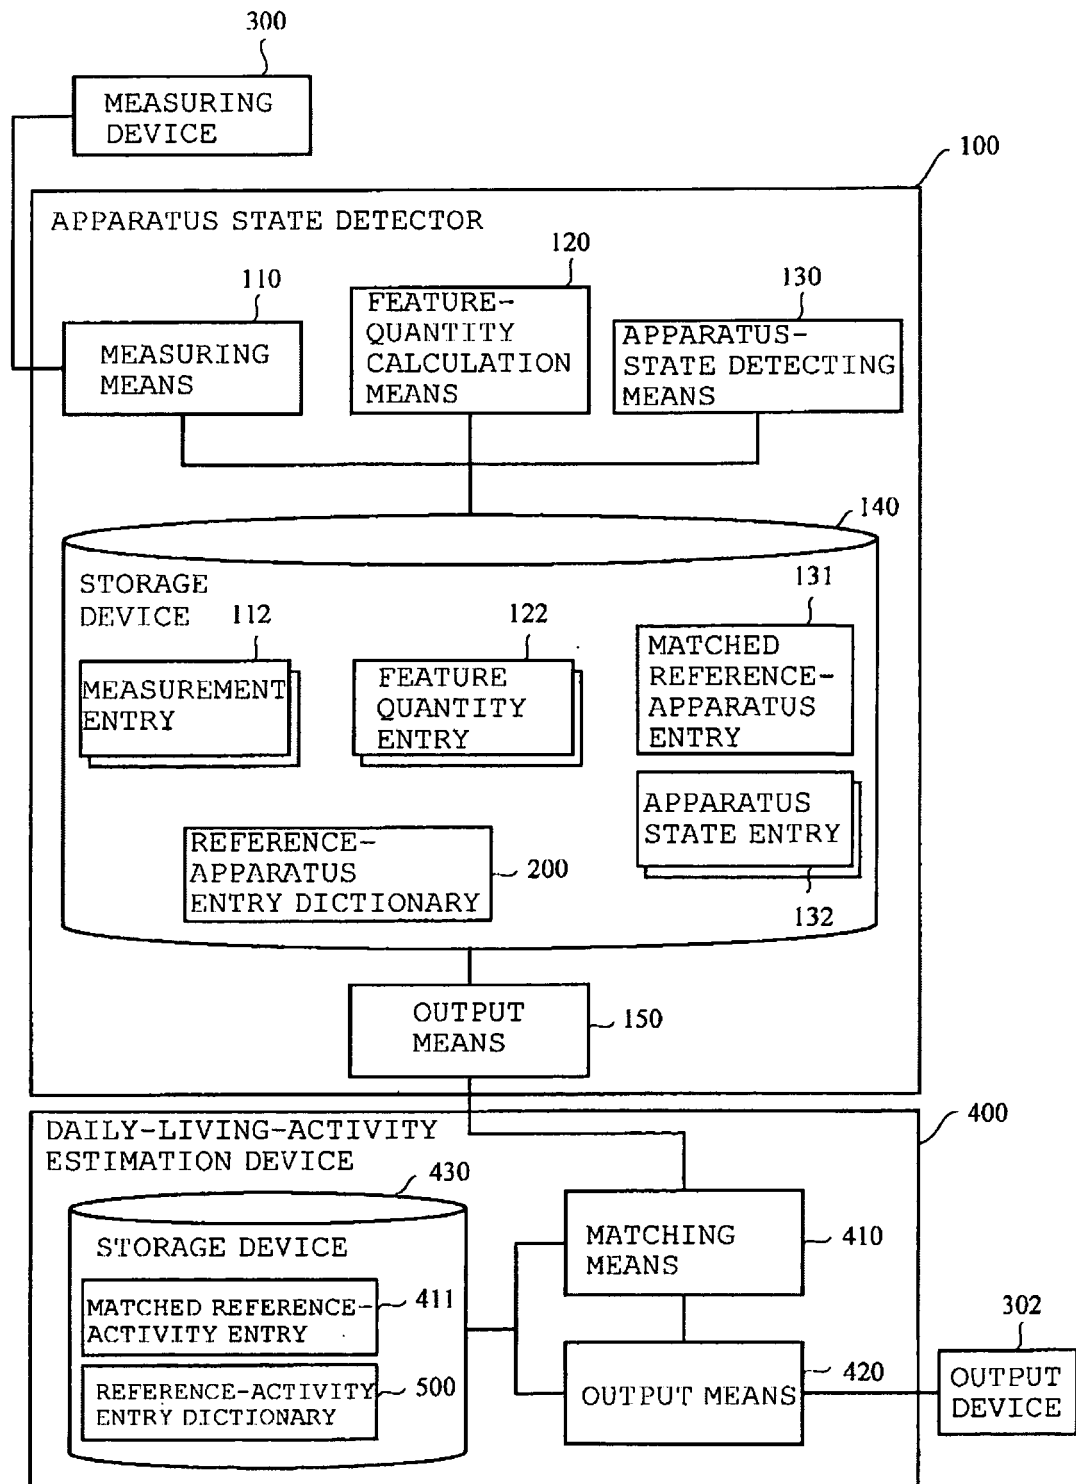 300
MEASURING
DEVICE
100
APPARATUS STATE DETECTOR
110
MEASURING
MEANS
120
FEATURE-
QUANTITY
CALCULATION
MEANS
130
APPARATUS-
STATE DETECTING
MEANS
140
STORAGE
DEVICE
112
MEASUREMENT
ENTRY
122
FEATURE
QUANTITY
ENTRY
131
MATCHED
REFERENCE-
APPARATUS
ENTRY
APPARATUS
STATE ENTRY
132
REFERENCE-
APPARATUS
ENTRY DICTIONARY
200
OUTPUT
MEANS
150
400
DAILY-LIVING-ACTIVITY
ESTIMATION DEVICE
430
STORAGE DEVICE
MATCHED REFERENCE-
ACTIVITY ENTRY
411
REFERENCE-ACTIVITY
ENTRY DICTIONARY
500
MATCHING
MEANS
410
OUTPUT MEANS
420
302
OUTPUT
DEVICE